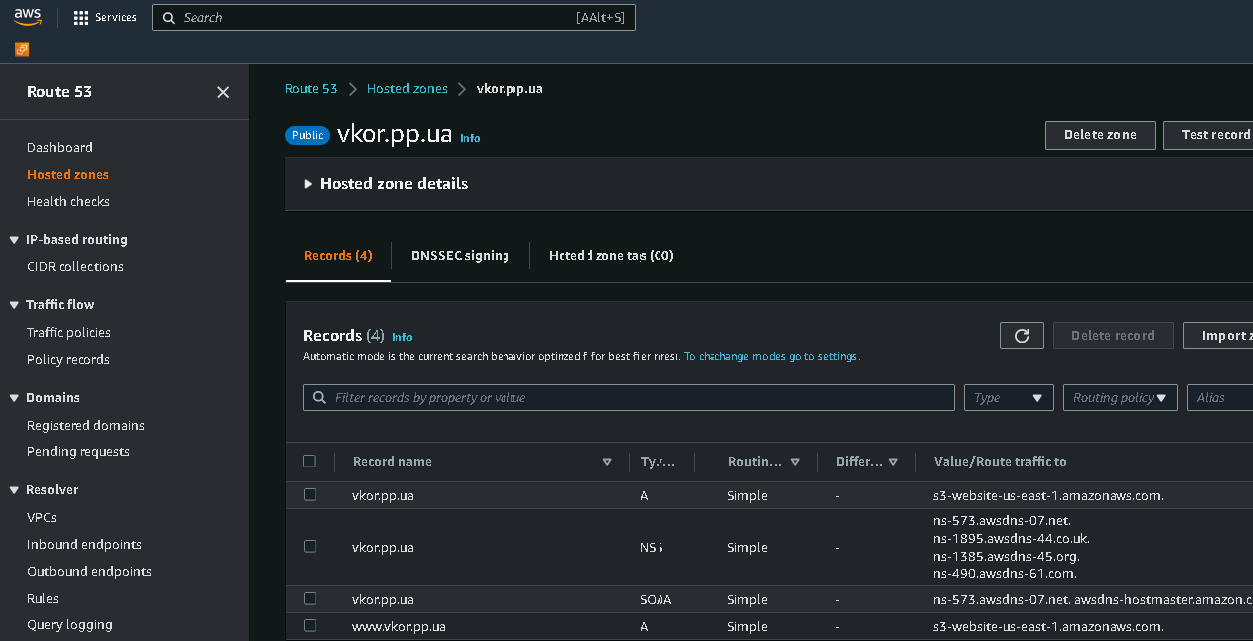 aws
Services
Search
[AAlt+S]
Route 53
Dashboard
Hosted zones
Health checks
IP-based routing
CIDR collections
Traffic flow
Traffic policies
Policy records
Domains
Registered domains
Pending requests
Resolver
VPCs
Inbound endpoints
Outbound endpoints
Rules
Query logging
Route 53 Hosted zones vkor.pp.ua
Public vkor.pp.ua Info
Delete zone Test record
Hosted zone details
Records (4) DNSSEC signing zone tags
Records (4) Info
Delete record Import z
Automatic mode is the current search behavior optimized for best To change modes go to settings.
Filter records by property or value
Type Routing policy Alias
Record name Routin... Differ... Value/Route traffic to
vkor.pp.ua A Simple - s3-website-us-east-1.amazonaws.com.
vkor.pp.ua NS Simple - ns-573.awsdns-07.net.
ns-1895.awsdns-44.co.uk.
ns-1385.awsdns-45.org.
ns-490.awsdns-61.com.
vkor.pp.ua SOA Simple - ns-573.awsdns-07.net. awsdns-hostmaster.amazon.c
www.vkor.pp.ua A Simple - s3-website-us-east-1.amazonaws.com.